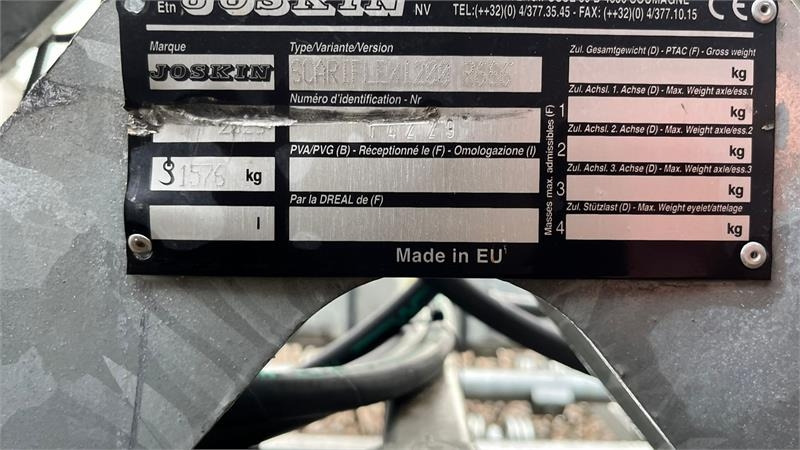 Etn JOSKIN NV
TEL:(++32)(0) 4/377.35.45 - FAX: (++32)(0) 4/377.10.15
CE
Marque
JOSKIN
Type/Variante/Version
Numéro d'identification - Nr
1576 kg
l
PVA/PVG (B) - Réceptionné le (F) - Omologazione (I)
Par la DREAL de (F)
Masses max. admissibles (F)
Zul. Gesamtgewicht (D) - PTAC (F) - Gross weight
kg
Zul. Achsl. 1. Achse (D) - Max. Weight axle/ess.1
1 kg
Zul. Achsl. 2. Achse (D) - Max. Weight axle/ess.2
2 kg
Zul. Achsl. 3. Achse (D) - Max. Weight axle/ess.3
3 kg
Zul. Stützlast (D) - Max. Weight eyelet/attelage
4 kg
Made in EU